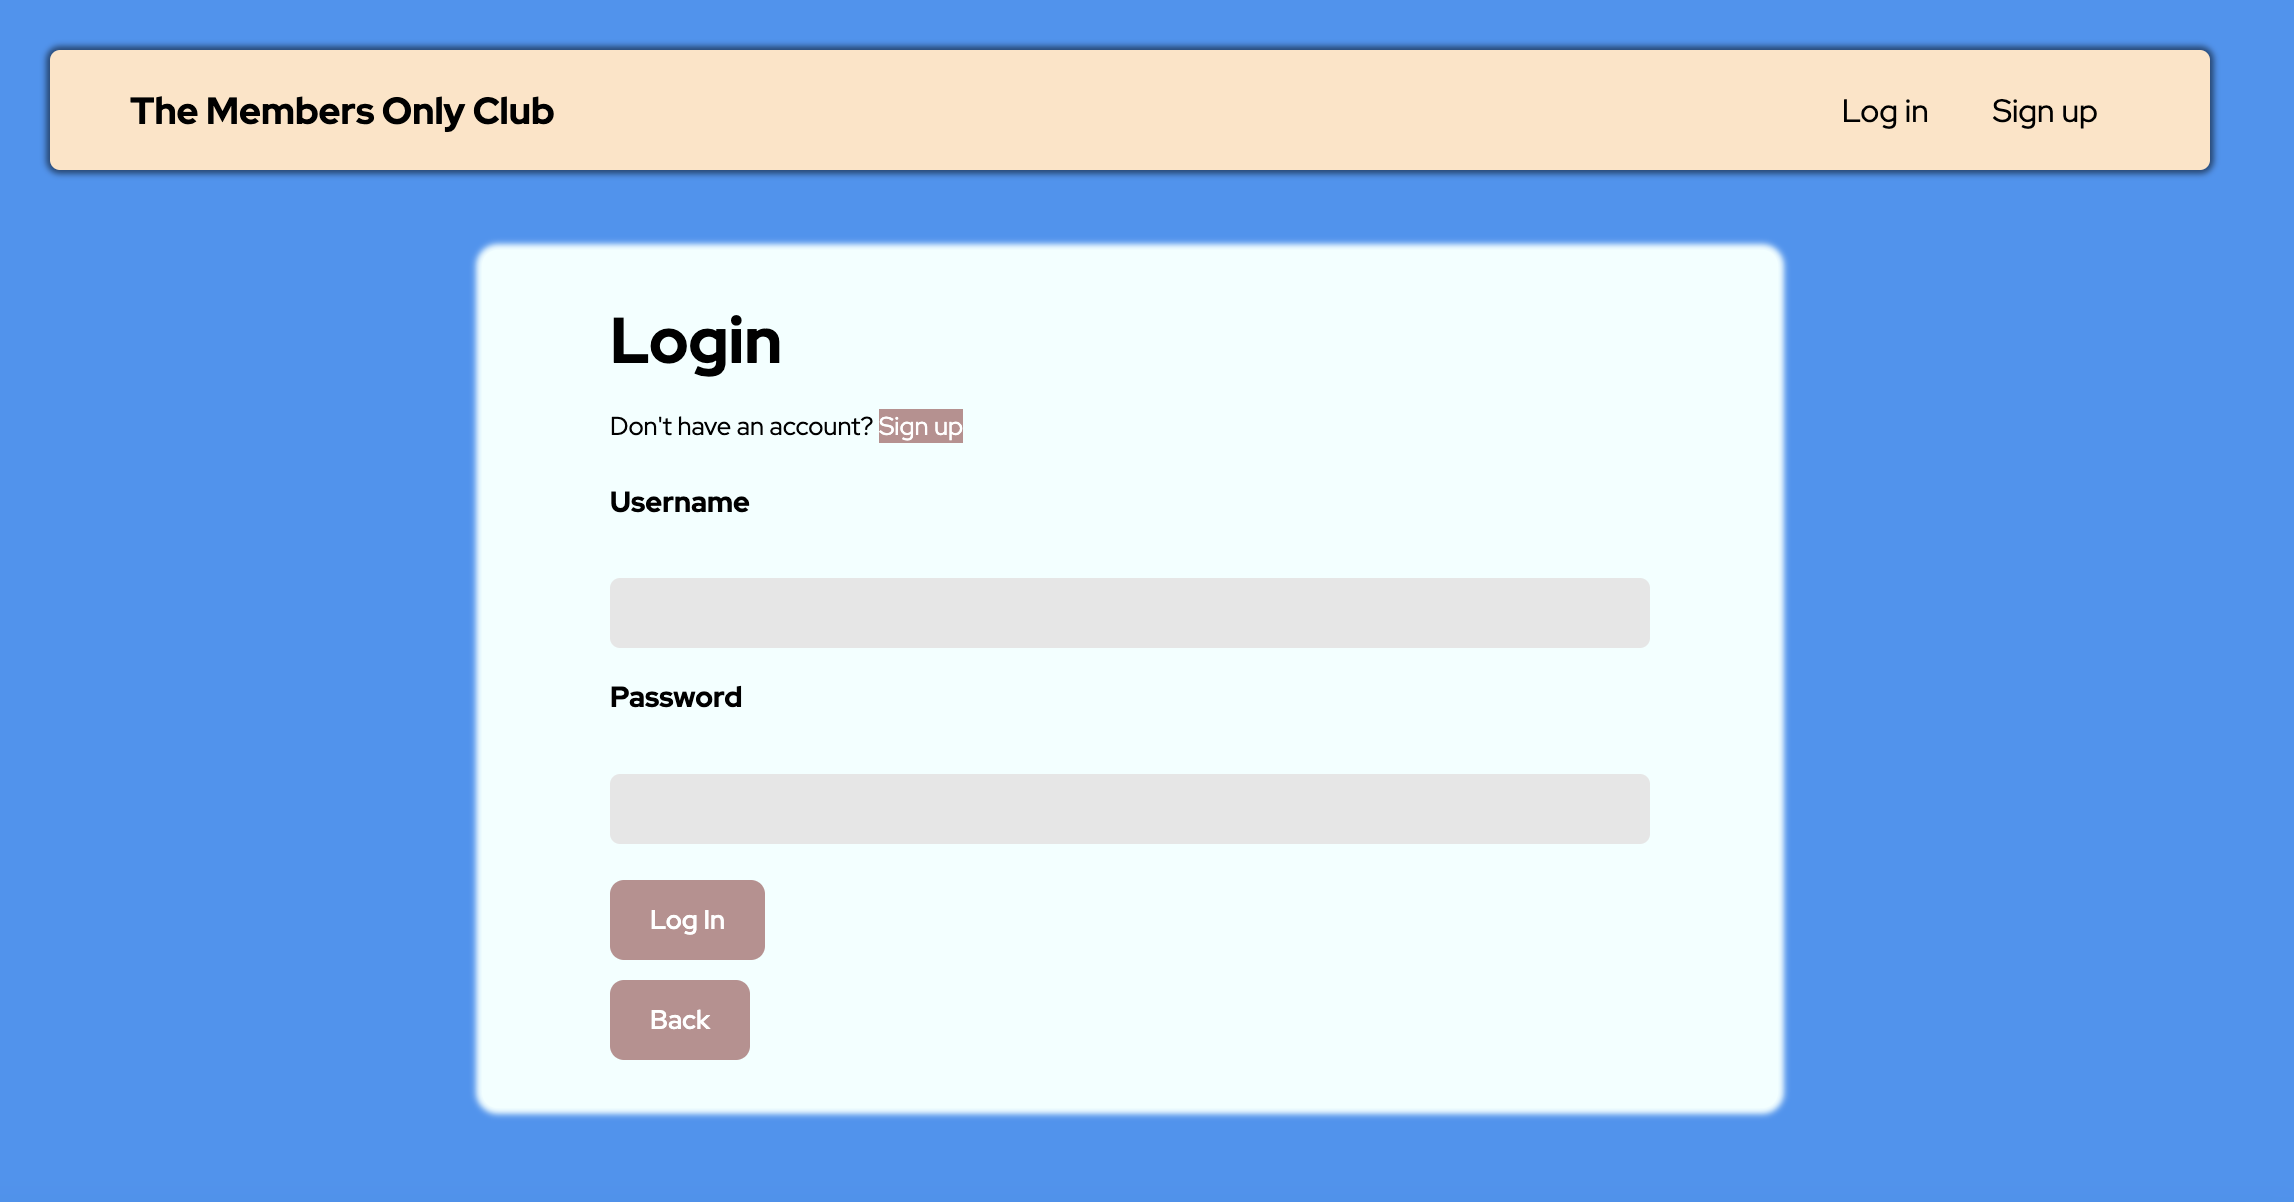 The Members Only Club
Log in
Sign up
Login
Don't have an account? Sign up
Username
Password
Log In
Back